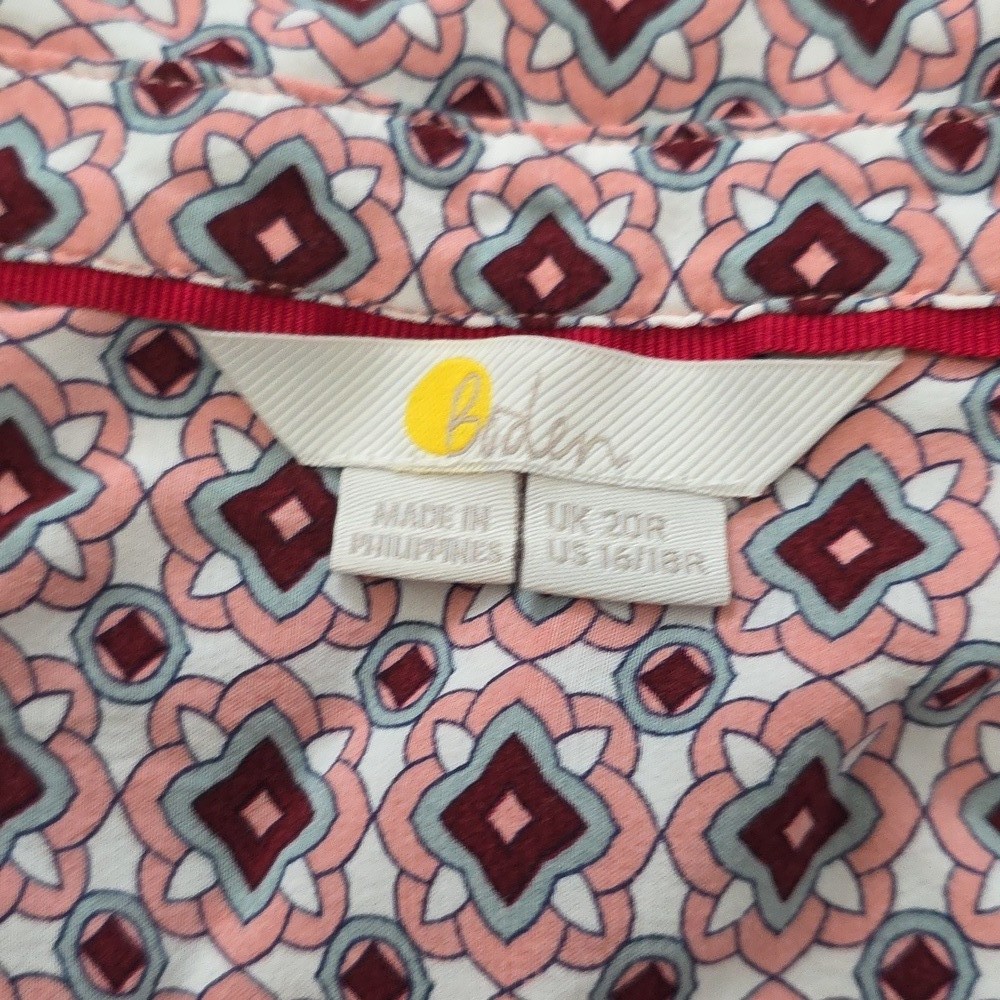 Boden
MADE IN
PHILIPPINES
UK 20R
US 16/18R